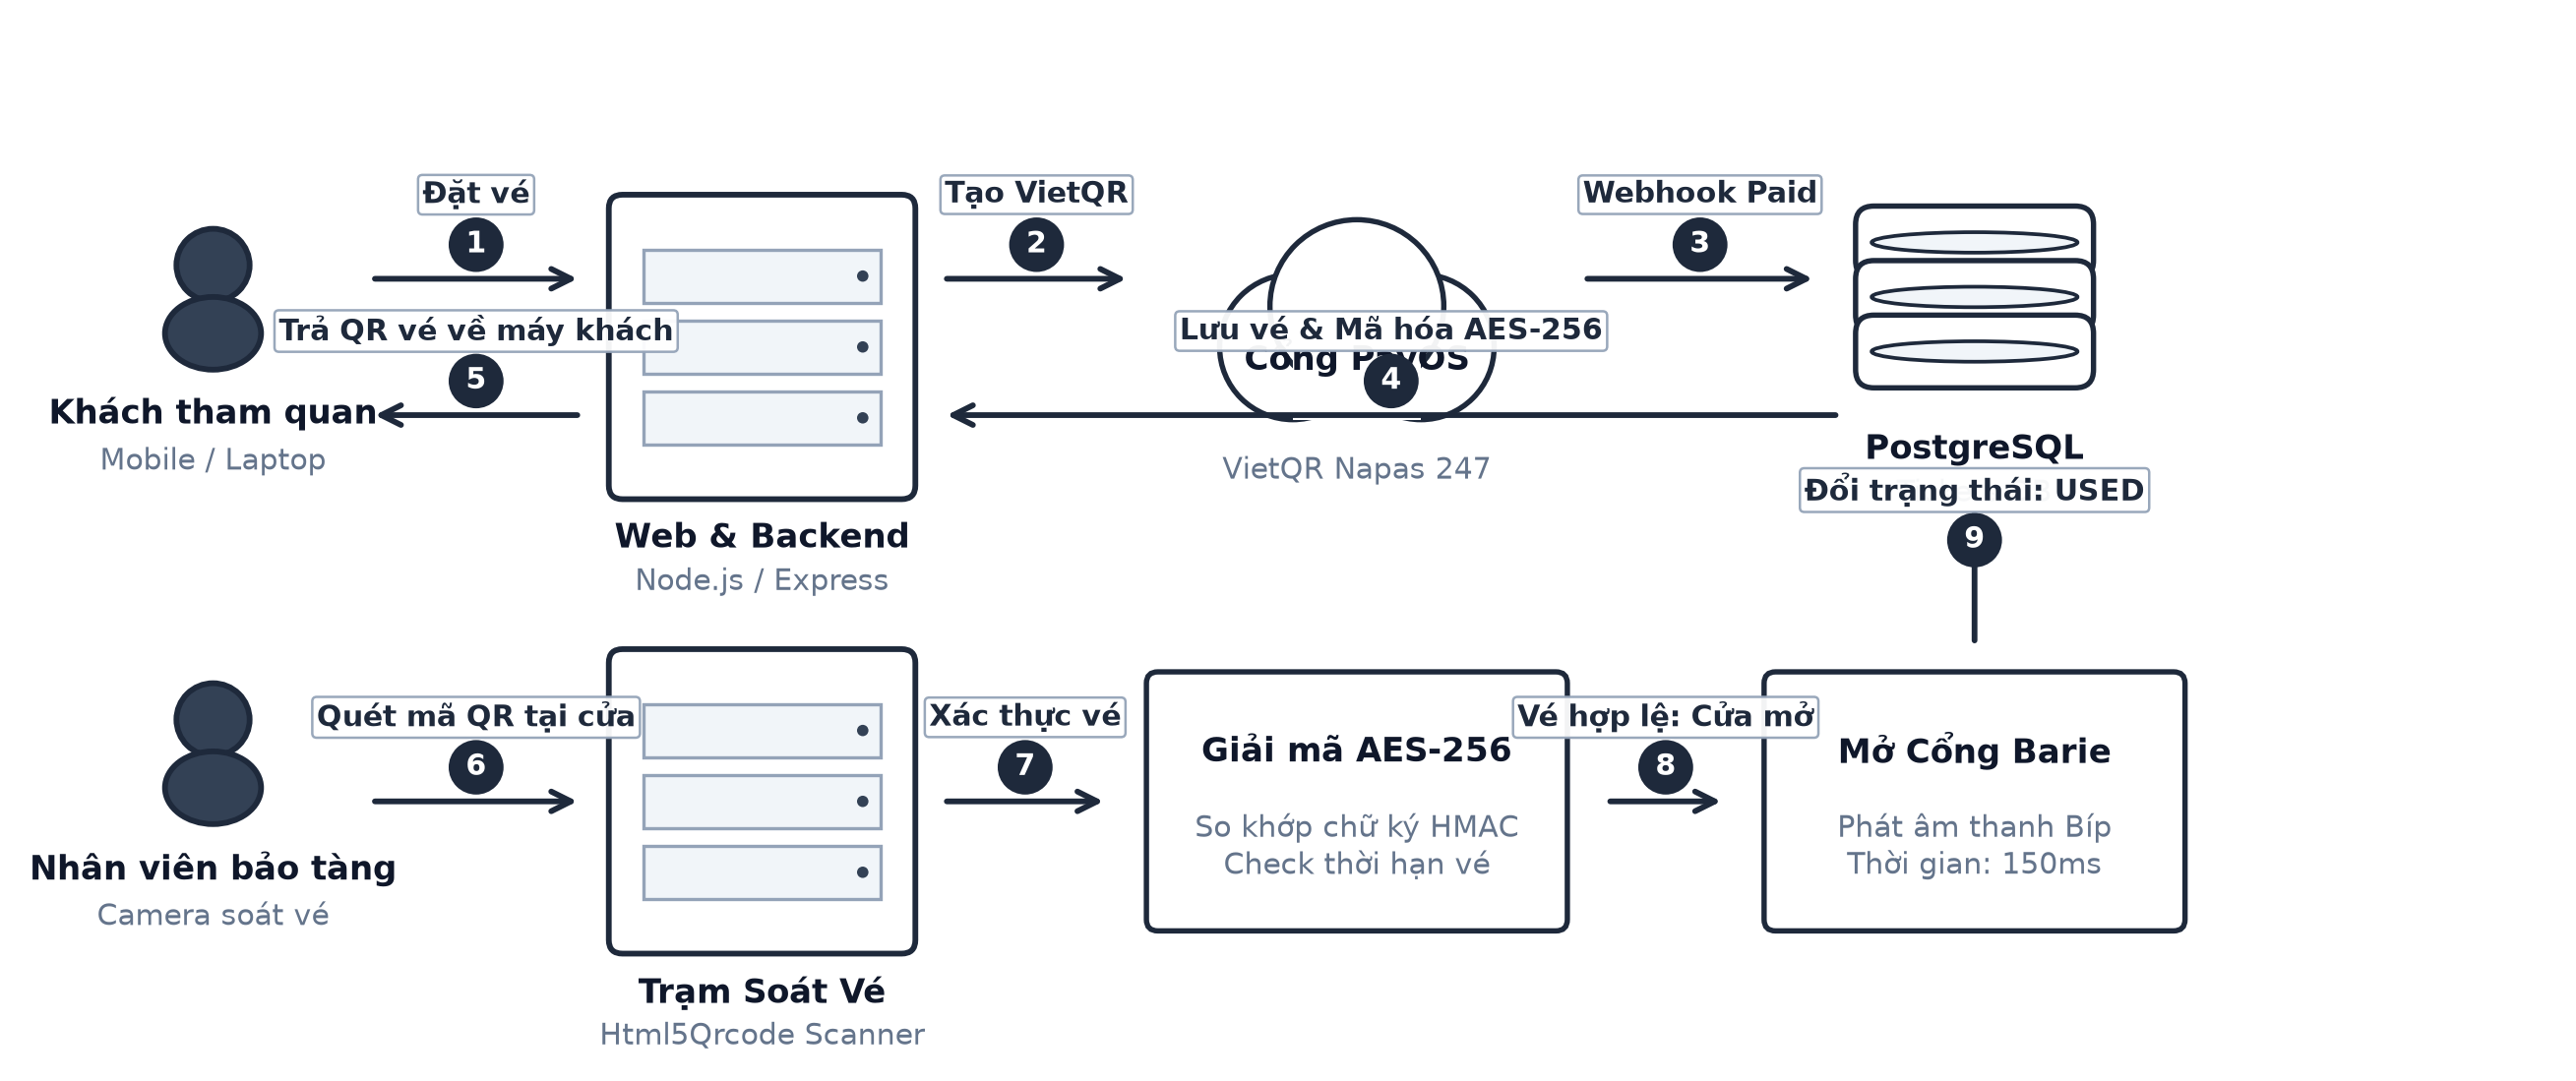 Đặt vé
1
Tạo VietQR
2
Webhook Paid
3
Trả QR vé về máy khách
5
Lưu vé & Mã hóa AES-256
Cổng PayOS
4
Khách tham quan
Mobile / Laptop
VietQR Napas 247
PostgreSQL
Đổi trạng thái: USED
9
Web & Backend
Node.js / Express
Quét mã QR tại cửa
6
Xác thực vé
7
Vé hợp lệ: Cửa mở
8
Giải mã AES-256
So khớp chữ ký HMAC
Check thời hạn vé
Mở Cổng Barie
Phát âm thanh Bíp
Thời gian: 150ms
Nhân viên bảo tàng
Camera soát vé
Trạm Soát Vé
Html5Qrcode Scanner